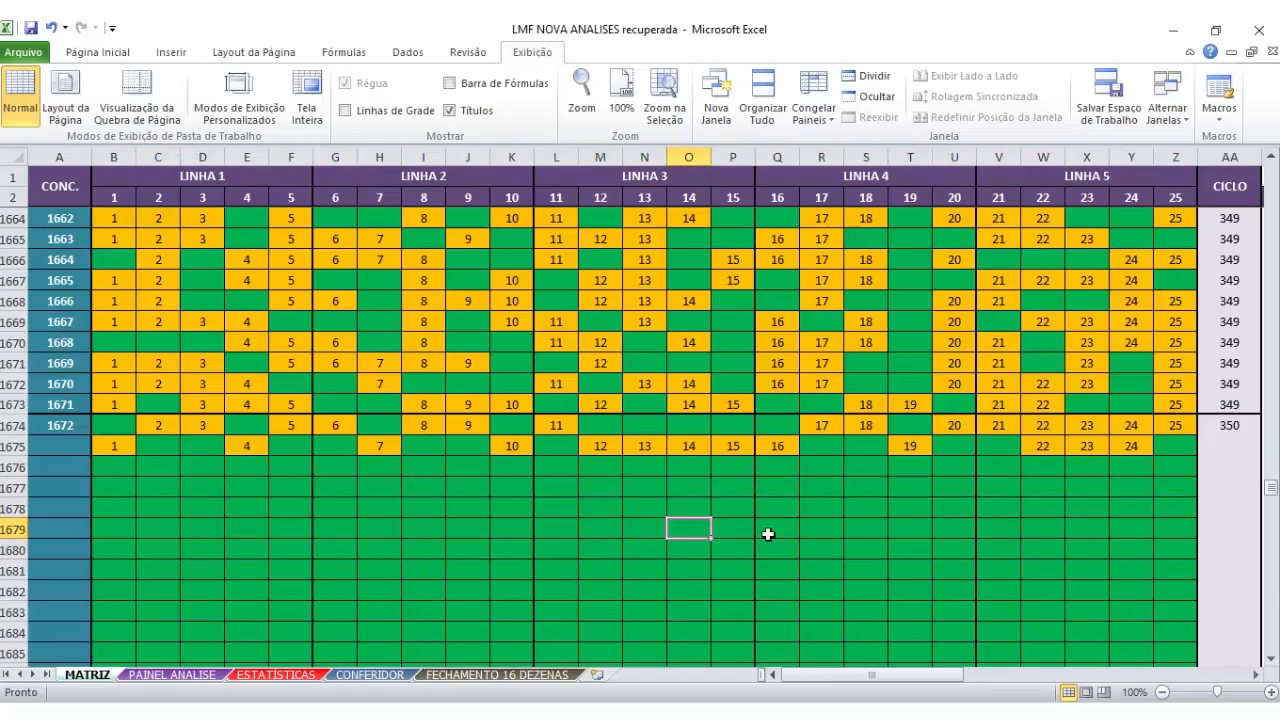 LMF NOVA ANALISES recuperada - Microsoft Excel
Arquivo Página Inicial Inserir Layout da Página Fórmulas Dados Revisão Exibição
Normal Layout da Página Visualização da Quebra de Página Modos de Exibição Personalizados Tela Inteira
Modos de Exibição de Pasta de Trabalho
Régua Barra de Fórmulas
Linhas de Grade Títulos
Mostrar
Zoom 100% Zoom na Seleção
Zoom
Nova Janela Organizar Tudo Congelar Painéis
Dividir Exibir Lado a Lado
Ocultar Rolagem Sincronizada
Reexibir Redefinir Posição da Janela
Janela
Salvar Espaço de Trabalho Alternar Janelas
Macros
Macros
A B C D E F G H I J K L M N O P Q R S T U V W X Y Z AA
1 CONC. LINHA 1 LINHA 2 LINHA 3 LINHA 4 LINHA 5 CICLO
2 1 2 3 4 5 6 7 8 9 10 11 12 13 14 15 16 17 18 19 20 21 22 23 24 25
1664 1662 1 2 3 5 8 10 11 13 14 17 18 20 21 22 25 349
1665 1663 1 2 3 5 6 7 9 11 12 13 16 17 21 22 23 349
1666 1664 2 4 5 6 7 8 11 13 15 16 17 18 20 24 25 349
1667 1665 1 2 4 5 8 10 12 13 15 17 18 21 22 23 24 349
1668 1666 1 2 5 6 8 9 10 12 13 14 17 20 21 24 25 349
1669 1667 1 2 3 4 8 10 11 13 16 18 20 22 23 24 25 349
1670 1668 4 5 6 8 11 12 14 16 17 18 20 21 23 24 25 349
1671 1669 1 2 3 5 6 7 8 9 12 16 17 20 21 23 25 349
1672 1670 1 2 3 4 7 11 13 14 16 17 20 21 22 23 25 349
1673 1671 1 3 4 5 8 9 10 12 14 15 18 19 21 22 25 349
1674 1672 2 3 5 6 8 9 11 17 18 20 21 22 23 24 25 350
1675 1 4 7 10 12 13 14 15 16 19 22 23 24
1676
1677
1678
1679
1680
1681
1682
1683
1684
1685
MATRIZ PAINEL ANALISE ESTATÍSTICAS CONFERIDOR FECHAMENTO 16 DEZENAS
Pronto 100%